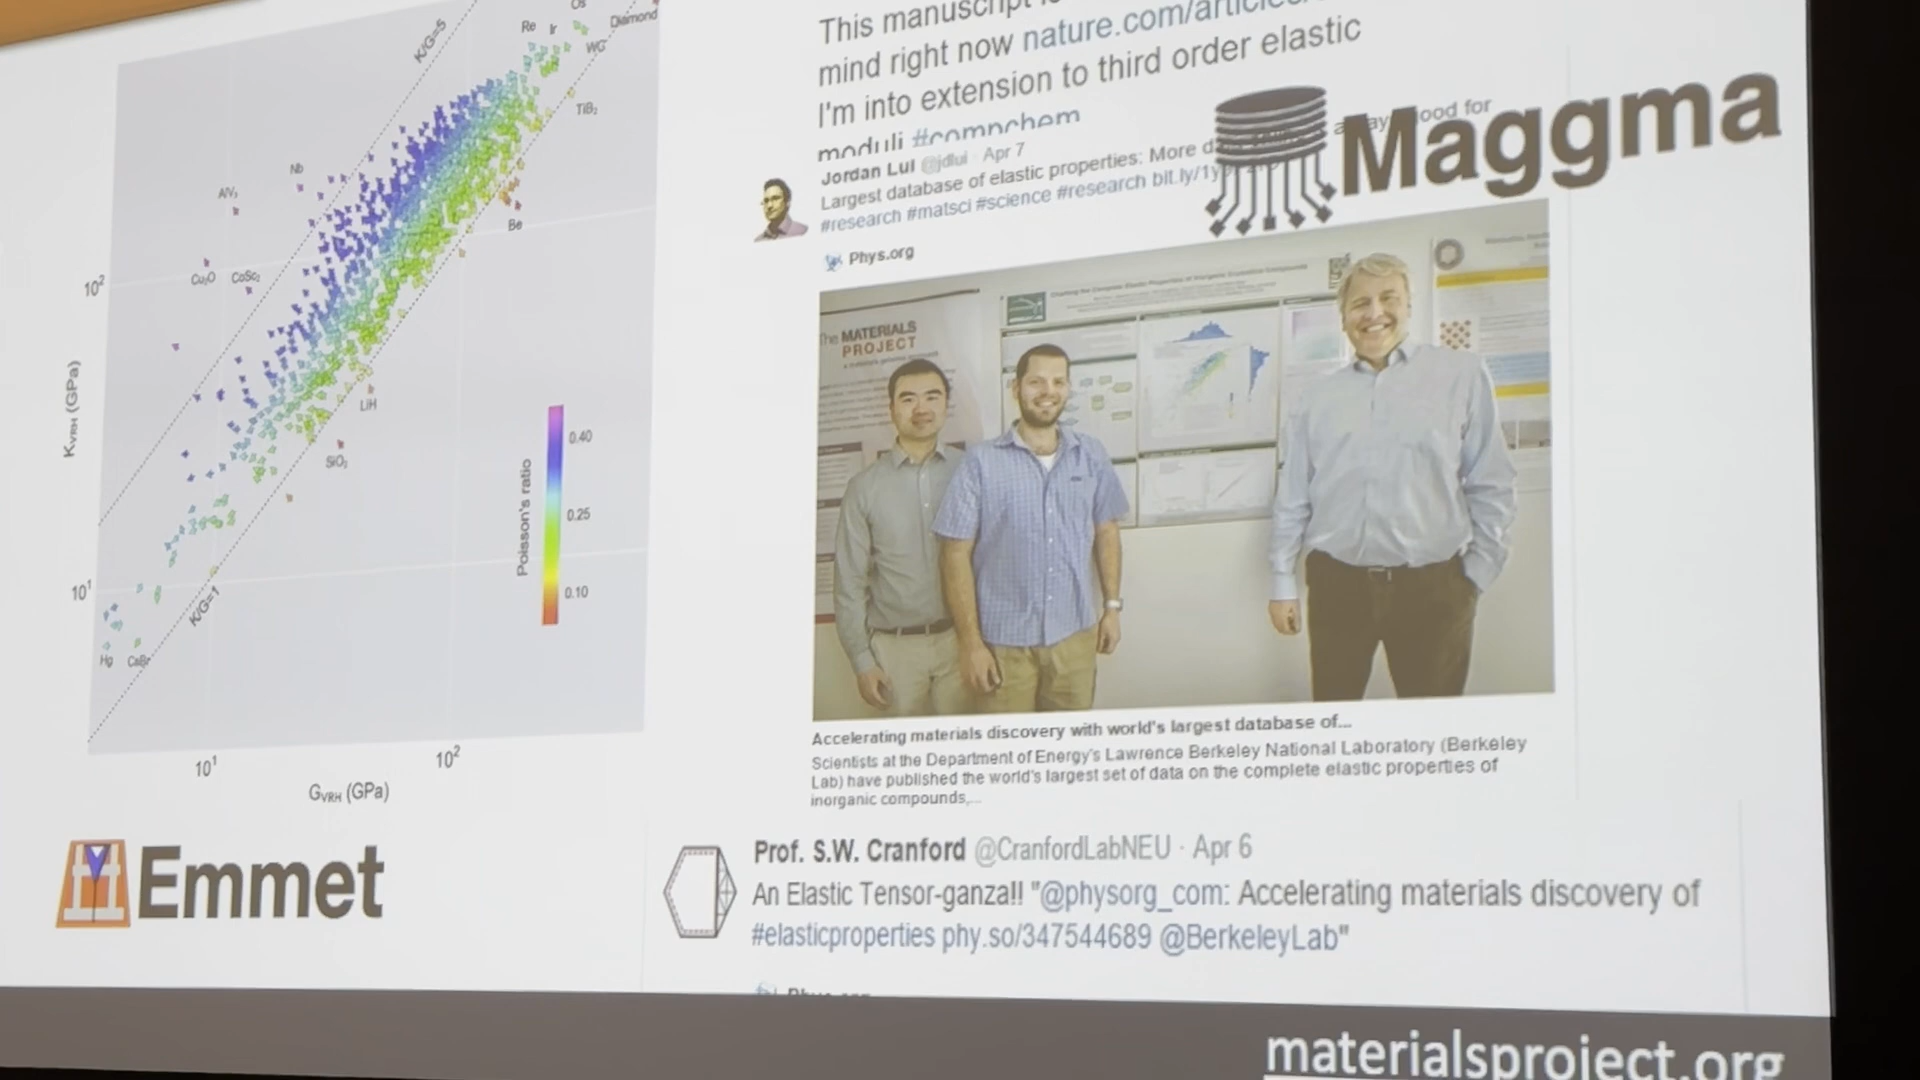 K/G=5
Re
Ir
Os
Diamond
WC
TiB₂
Nb
AlV₃
Be
Cu₂O
CoSc₂
10²
LiH
SiO₂
K_VRH (GPa)
Poisson's ratio
0.40
0.25
0.10
10¹
K/G=1
Hg
CaBr
10¹
10²
G_VRH (GPa)
Emmet
This manuscript
mind right now nature.com/article
I'm into extension to third order elastic
moduli #compchem
Maggma
Jordan Lui @jdlui · Apr 7
Largest database of elastic properties: More
#research #matsci #science #research
Phys.org
The MATERIALS
PROJECT
Accelerating materials discovery with world's largest database of...
Scientists at the Department of Energy's Lawrence Berkeley National Laboratory (Berkeley
Lab) have published the world's largest set of data on the complete elastic properties of
inorganic compounds,...
Prof. S.W. Cranford @CranfordLabNEU · Apr 6
An Elastic Tensor-ganza!! "@physorg_com: Accelerating materials discovery of
#elasticproperties phy.so/347544689 @BerkeleyLab"
materialsproject.org